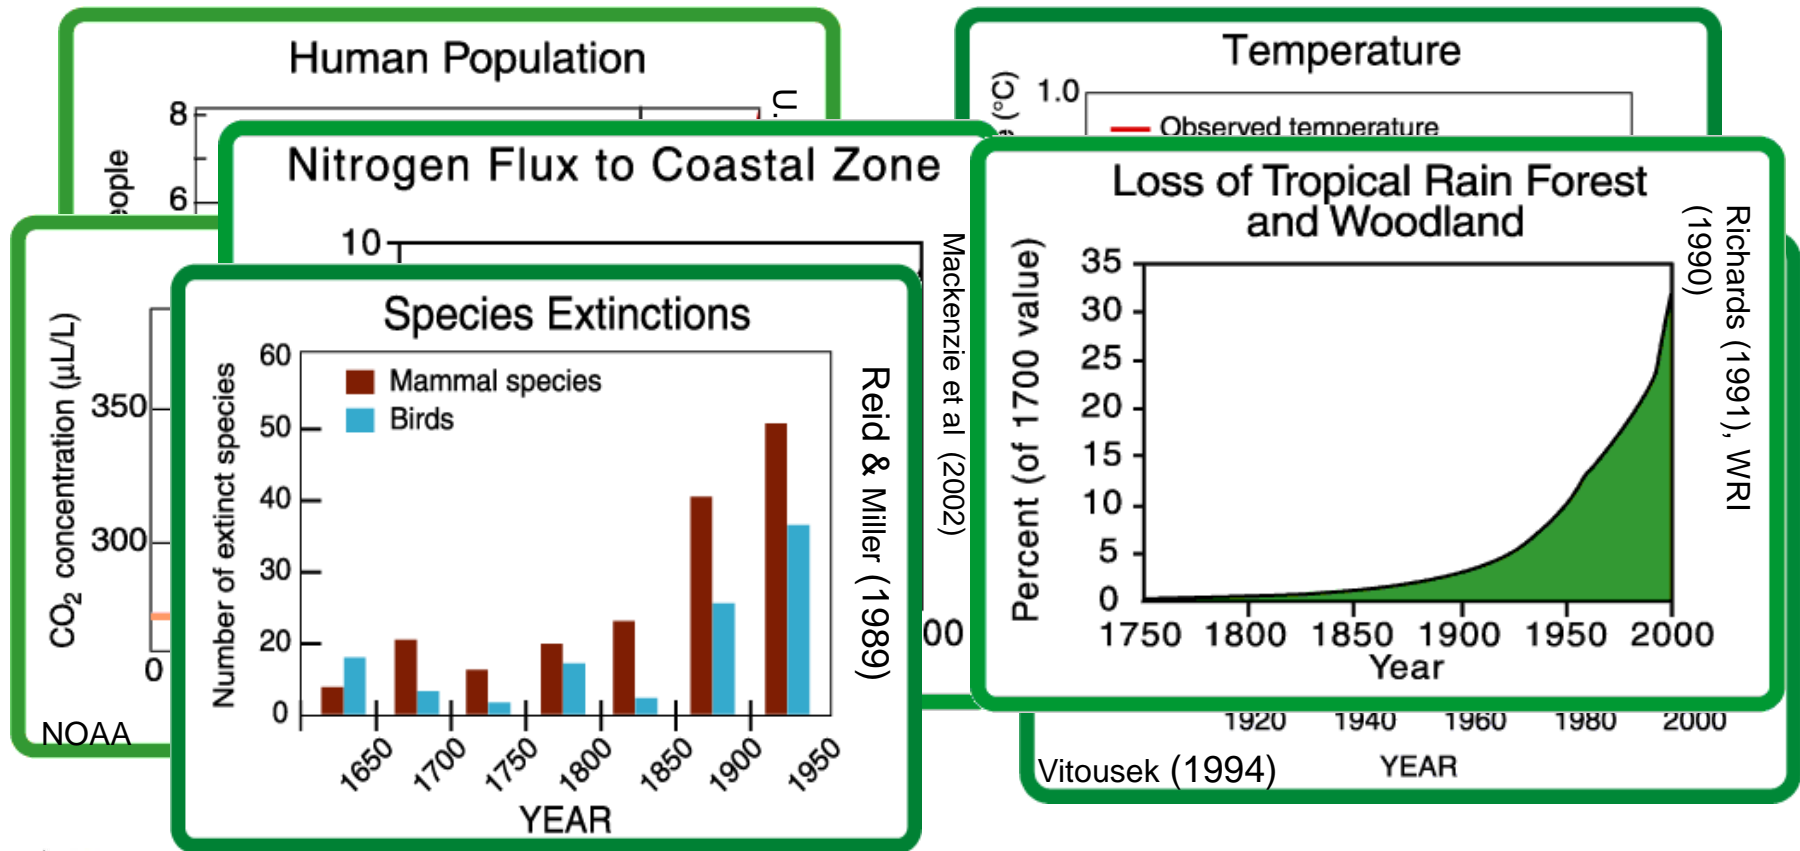 Human Population
8
6
U.
Temperature
1.0
(°C)
Observed temperature
Nitrogen Flux to Coastal Zone
10
Mackenzie et al (2002)
00
CO2 concentration (µL/L)
350
300
0
NOAA
Species Extinctions
Number of extinct species
60
50
40
30
20
0
Mammal species
Birds
1650
1700
1750
1800
1850
1900
1950
YEAR
Reid & Miller (1989)
Loss of Tropical Rain Forest
and Woodland
Percent (of 1700 value)
35
30
25
20
15
10
5
0
1750 1800 1850 1900 1950 2000
Year
Richards (1991), WRI
(1990)
1920 1940 1960 1980 2000
YEAR
Vitousek (1994)